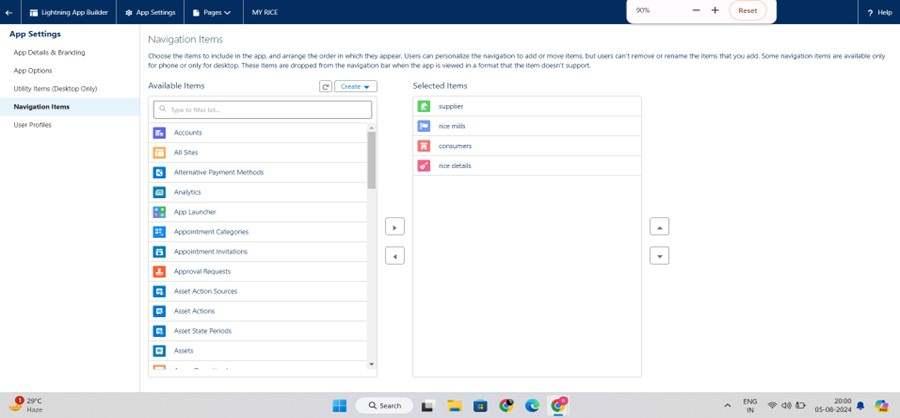 90% − + Reset
← Lightning App Builder App Settings Pages MY RICE ? Help
App Settings
App Details & Branding
App Options
Utility Items (Desktop Only)
Navigation Items
User Profiles
Navigation Items
Choose the items to include in the app, and arrange the order in which they appear. Users can personalize the navigation to add or move items, but users can't remove or rename the items that you add. Some navigation items are available only
for phone or only for desktop. These items are dropped from the navigation bar when the app is viewed in a format that the item doesn't support.
Available Items
Create
Type to filter list...
Accounts
All Sites
Alternative Payment Methods
Analytics
App Launcher
Appointment Categories
Appointment Invitations
Approval Requests
Asset Action Sources
Asset Actions
Asset State Periods
Assets
Selected Items
supplier
rice mills
consumers
rice details
1
29°C
Haze
Search
ENG
IN
20:00
05-08-2024